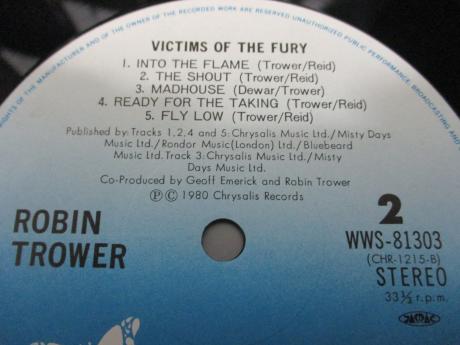 RIGHTS OF THE MANUFACTURER AND OF THE OWNER OF THE RECORDED WORK ARE RESERVED UNAUTHORIZED PUBLIC PERFORMANCE, BROADCASTING AND
VICTIMS OF THE FURY
1. INTO THE FLAME (Trower/Reid)
2. THE SHOUT (Trower/Reid)
3. MADHOUSE (Dewar/Trower)
4. READY FOR THE TAKING (Trower/Reid)
5. FLY LOW (Trower/Reid)
Published by: Tracks 1,2,4 and 5: Chrysalis Music Ltd./Misty Days
Music Ltd./Rondor Music(London) Ltd./Bluebeard
Music Ltd. Track 3: Chrysalis Music Ltd./Misty
Days Music Ltd.
Co-Produced by Geoff Emerick and Robin Trower
Ⓟ © 1980 Chrysalis Records
ROBIN
TROWER
2
WWS-81303
(CHR-1215-B)
STEREO
33⅓ r.p.m.